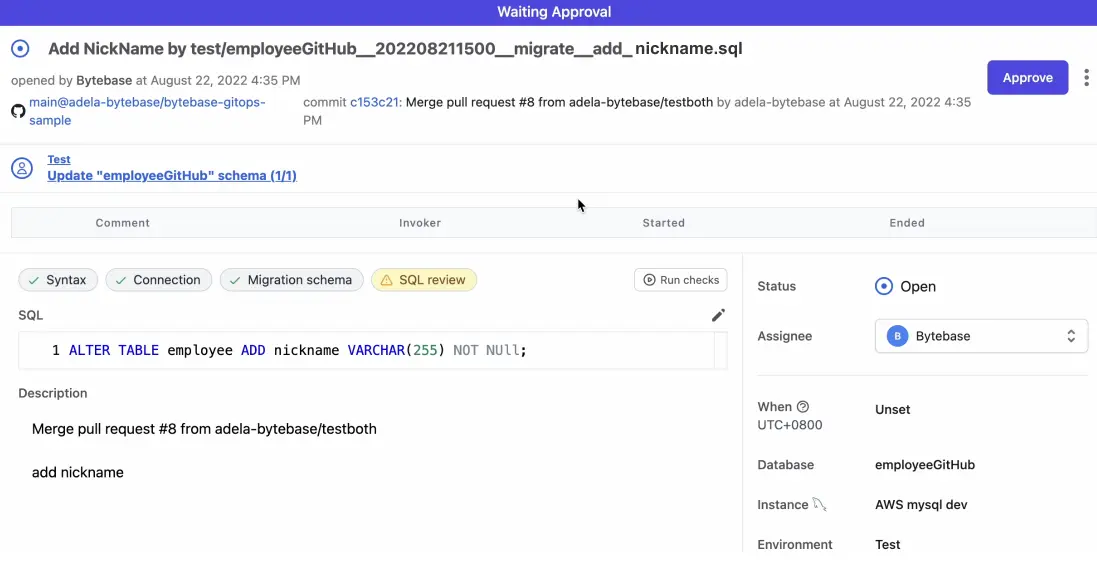 Waiting Approval
Add NickName by test/employeeGitHub__202208211500__migrate__add_nickname.sql
opened by Bytebase at August 22, 2022 4:35 PM
Approve
main@adela-bytebase/bytebase-gitops-
sample
commit c153c21: Merge pull request #8 from adela-bytebase/testboth by adela-bytebase at August 22, 2022 4:35
PM
Test
Update "employeeGitHub" schema (1/1)
Comment Invoker Started Ended
Syntax Connection Migration schema SQL review Run checks
SQL
1 ALTER TABLE employee ADD nickname VARCHAR(255) NOT NUll;
Description
Merge pull request #8 from adela-bytebase/testboth
add nickname
Status Open
Assignee B Bytebase
When Unset
UTC+0800
Database employeeGitHub
Instance AWS mysql dev
Environment Test